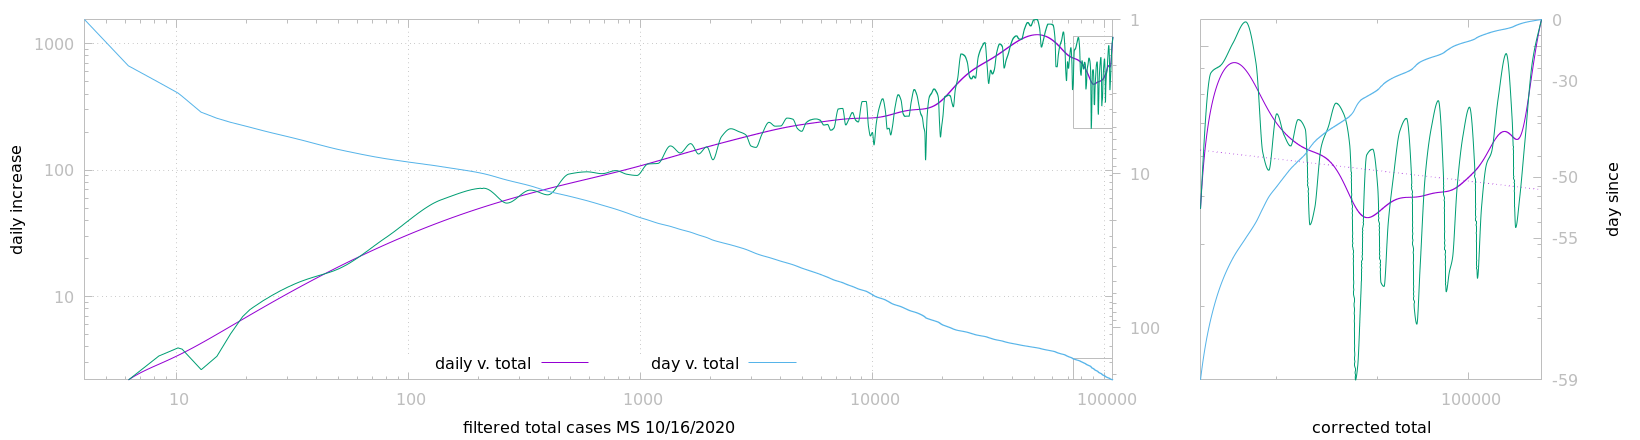 1000
100
10
daily increase
1
10
100
daily v. total
day v. total
10
100
1000
10000
100000
filtered total cases MS 10/16/2020
0
-30
-50
-55
-59
day since
100000
corrected total